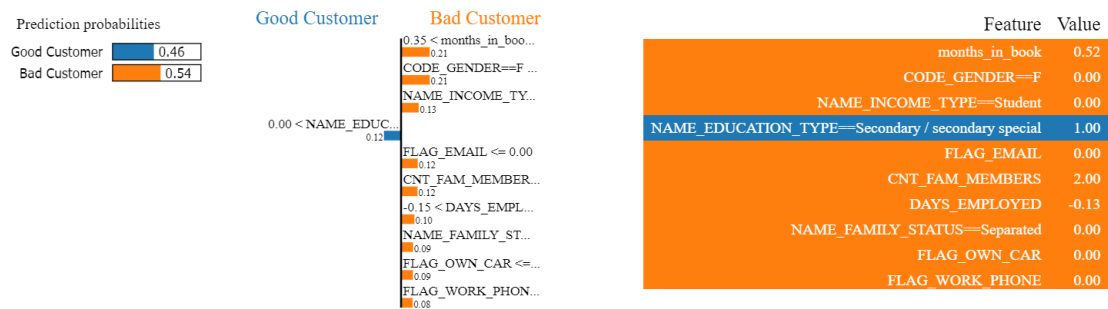 Prediction probabilities
Good Customer 0.46
Bad Customer 0.54
Good Customer Bad Customer
0.35 < months_in_boo...
0.21
CODE_GENDER==F ...
0.21
NAME_INCOME_TY...
0.13
0.00 < NAME_EDUC...
0.12
FLAG_EMAIL <= 0.00
0.12
CNT_FAM_MEMBER...
0.12
-0.15 < DAYS_EMPL...
0.10
NAME_FAMILY_ST...
0.09
FLAG_OWN_CAR <=...
0.09
FLAG_WORK_PHON...
0.08
Feature Value
months_in_book 0.52
CODE_GENDER==F 0.00
NAME_INCOME_TYPE==Student 0.00
NAME_EDUCATION_TYPE==Secondary / secondary special 1.00
FLAG_EMAIL 0.00
CNT_FAM_MEMBERS 2.00
DAYS_EMPLOYED -0.13
NAME_FAMILY_STATUS==Separated 0.00
FLAG_OWN_CAR 0.00
FLAG_WORK_PHONE 0.00